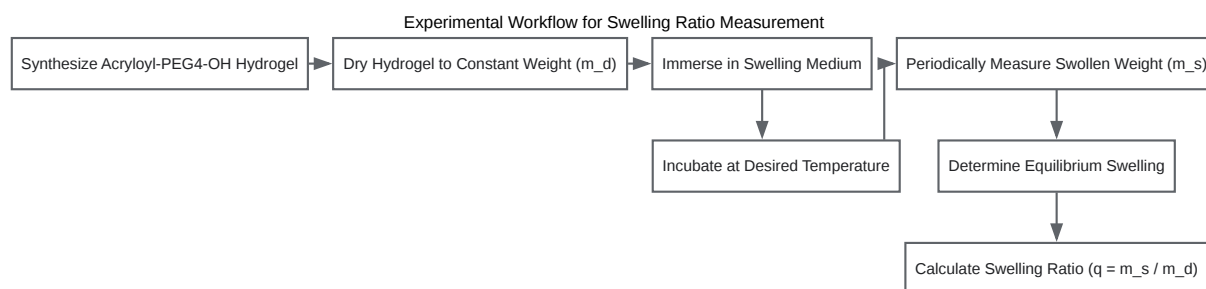 Experimental Workflow for Swelling Ratio Measurement
Synthesize Acryloyl-PEG4-OH Hydrogel
Dry Hydrogel to Constant Weight (m_d)
Immerse in Swelling Medium
Periodically Measure Swollen Weight (m_s)
Incubate at Desired Temperature
Determine Equilibrium Swelling
Calculate Swelling Ratio (q = m_s / m_d)